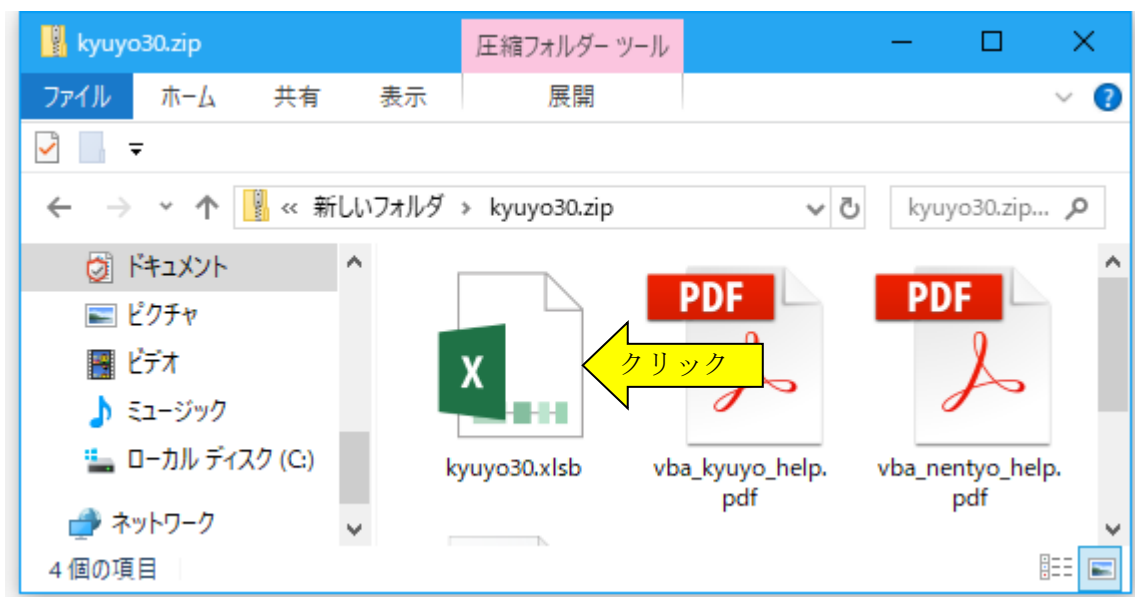 kyuyo30.zip
圧縮フォルダー ツール
ファイル ホーム 共有 表示 展開
« 新しいフォルダ › kyuyo30.zip
kyuyo30.zip...
ドキュメント
ピクチャ
ビデオ
ミュージック
ローカル ディスク (C:)
ネットワーク
PDF
PDF
X
クリック
kyuyo30.xlsb
vba_kyuyo_help.
pdf
vba_nentyo_help.
pdf
4 個の項目